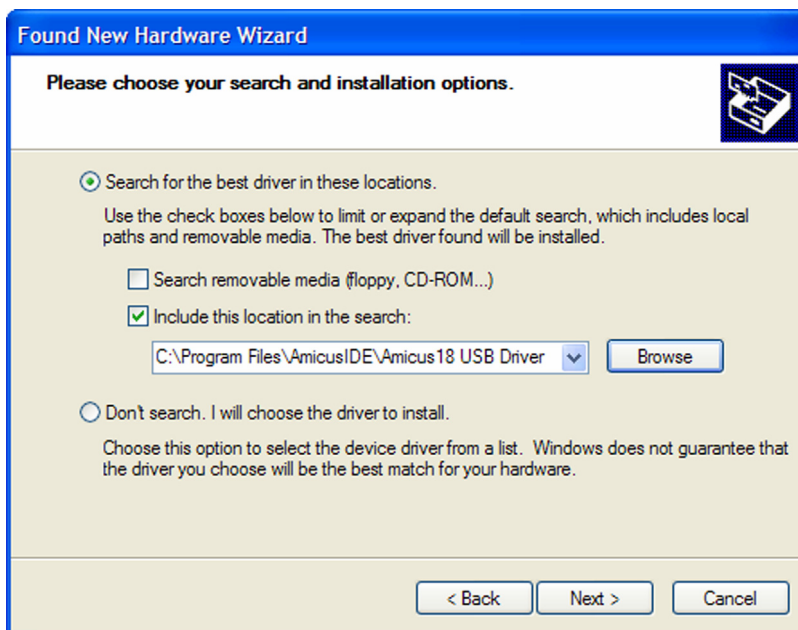 Found New Hardware Wizard
Please choose your search and installation options.
Search for the best driver in these locations.
Use the check boxes below to limit or expand the default search, which includes local
paths and removable media. The best driver found will be installed.
Search removable media (floppy, CD-ROM...)
Include this location in the search:
C:\Program Files\AmicusIDE\Amicus18 USB Driver
Browse
Don't search. I will choose the driver to install.
Choose this option to select the device driver from a list.  Windows does not guarantee that
the driver you choose will be the best match for your hardware.
< Back
Next >
Cancel